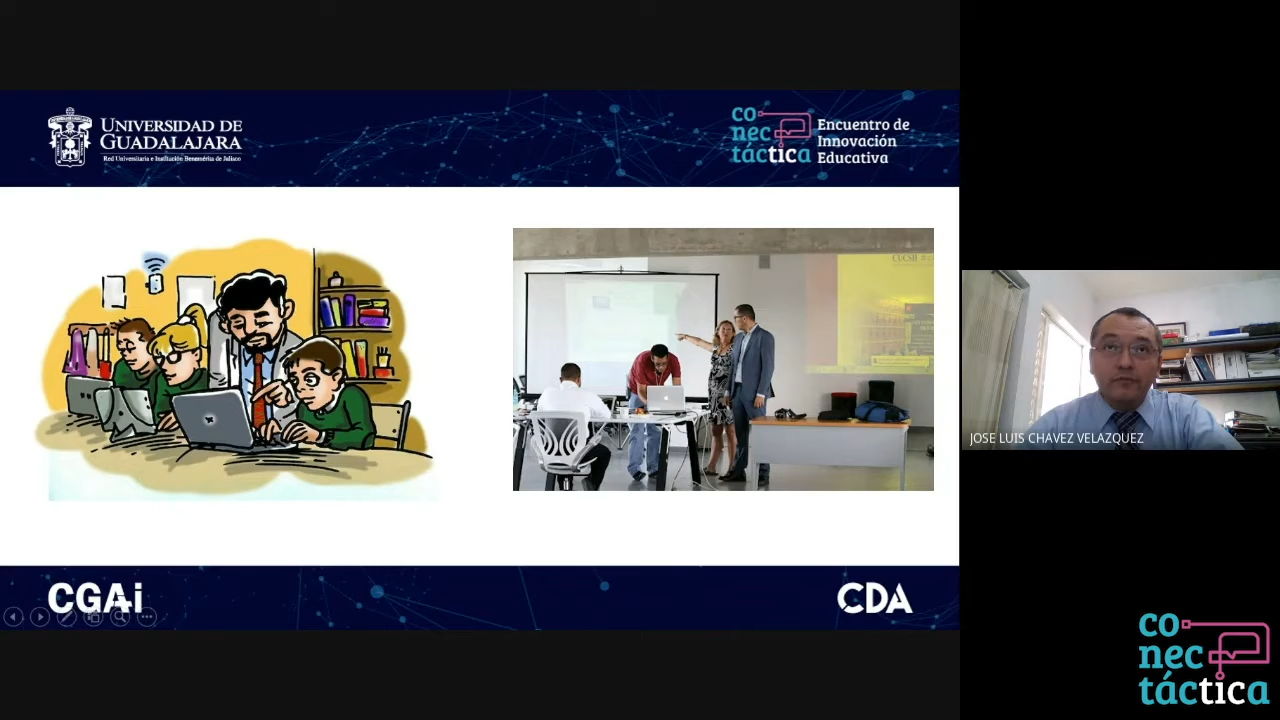 UNIVERSIDAD DE
GUADALAJARA
Red Universitaria e Institución Benemérita de Jalisco
co
nec
táctica
Encuentro de
Innovación
Educativa
CUCSH
JOSE LUIS CHAVEZ VELAZQUEZ
CGAi
CDA
co
nec
táctica